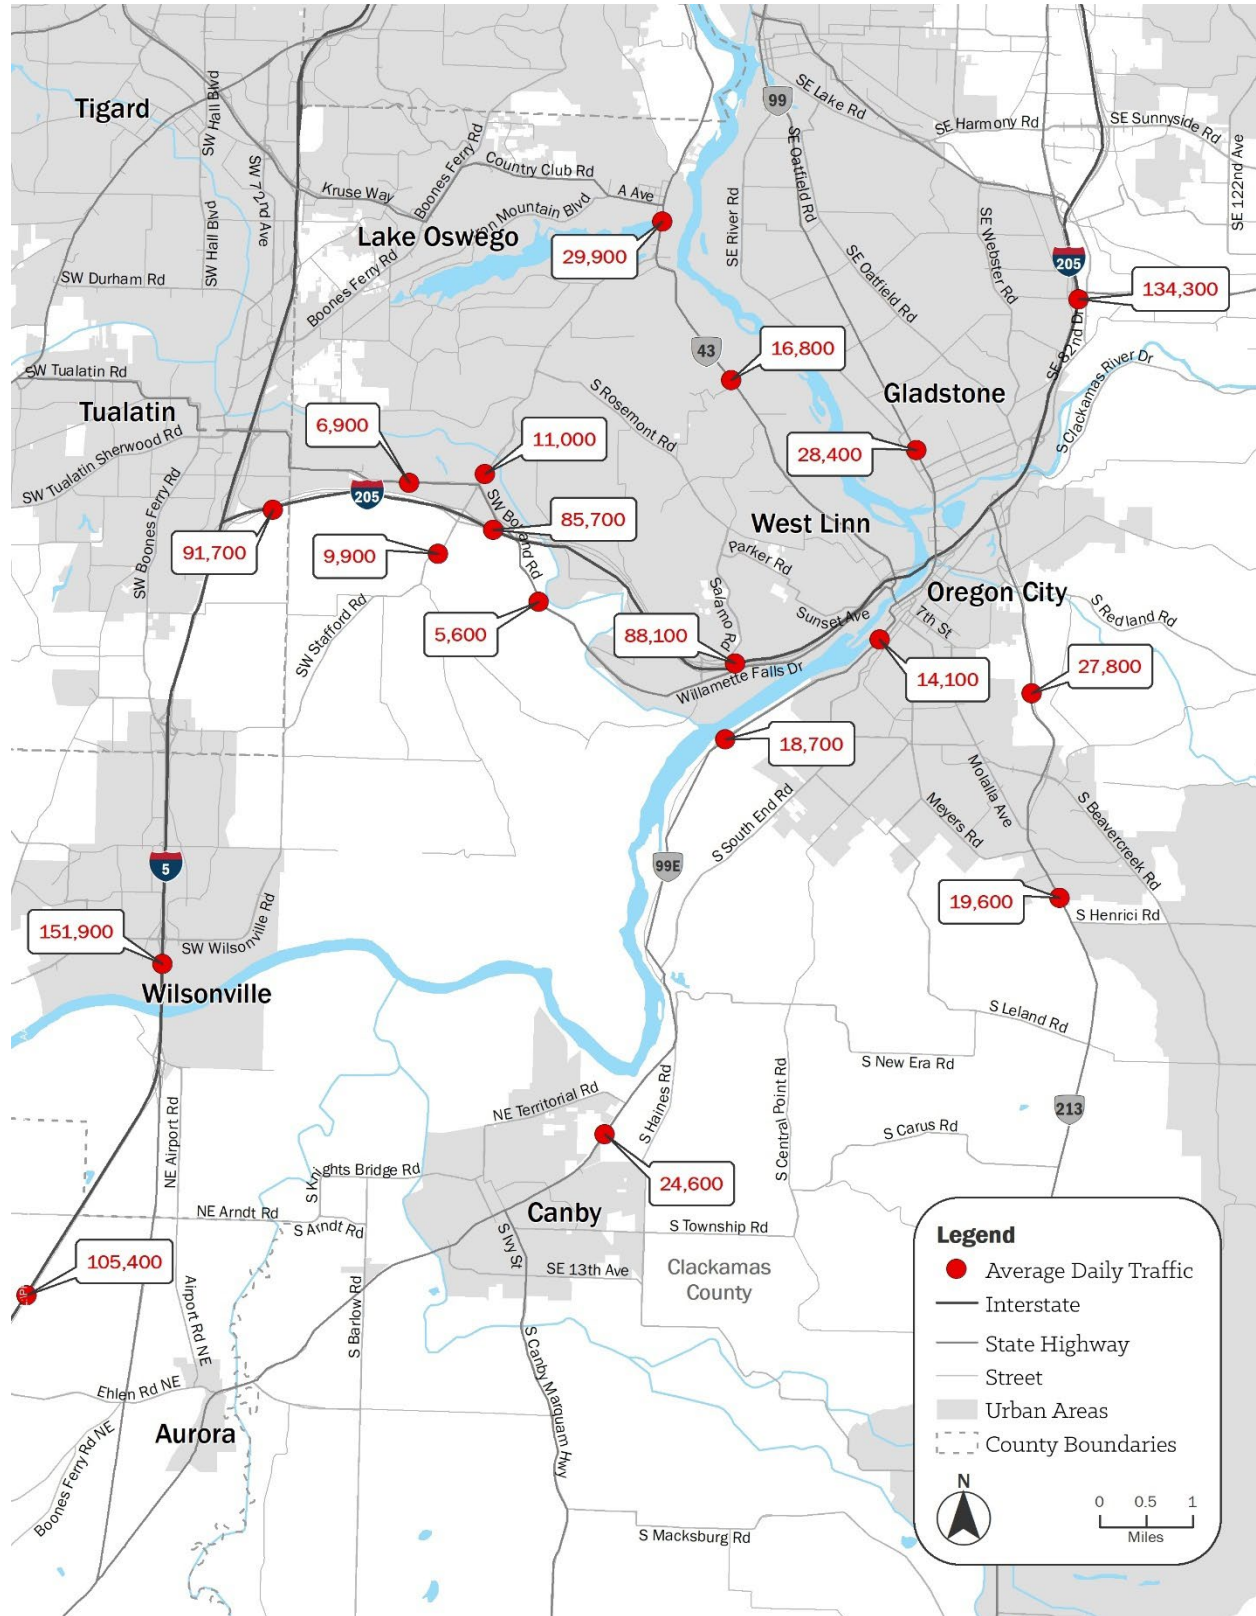 Tigard
SW Hall Blvd
SW 72nd Ave
SW Hall Blvd
Kruse Way
Boones Ferry Rd
Country Club Rd
A Ave
Iron Mountain Blvd
Lake Oswego
Boones Ferry Rd
SW Durham Rd
29,900
99
SE Lake Rd
SE Harmony Rd
SE Sunnyside Rd
SE 122nd Ave
SE Oatfield Rd
SE River Rd
SE Webster Rd
SE Oatfield Rd
205
134,300
SE 82nd Dr
S Clackamas River Dr
43
16,800
Gladstone
28,400
SW Tualatin Rd
Tualatin
SW Tualatin Sherwood Rd
SW Boones Ferry Rd
6,900
11,000
S Rosemont Rd
205
SW Borland Rd
85,700
91,700
9,900
West Linn
Parker Rd
Salamo Rd
Sunset Ave
Oregon City
7th St
S Redland Rd
SW Stafford Rd
5,600
88,100
Willamette Falls Dr
14,100
27,800
18,700
Molalla Ave
Meyers Rd
S Beavercreek Rd
S South End Rd
99E
5
151,900
SW Wilsonville Rd
Wilsonville
19,600
S Henrici Rd
S Leland Rd
S New Era Rd
S Central Point Rd
S Haines Rd
213
NE Airport Rd
NE Territorial Rd
S Carus Rd
S Knights Bridge Rd
24,600
NE Arndt Rd
S Arndt Rd
Canby
S Ivy St
S Township Rd
SE 13th Ave
Clackamas
County
105,400
Airport Rd NE
S Barlow Rd
S Canby Marquam Hwy
Ehlen Rd NE
Aurora
Boones Ferry Rd NE
S Macksburg Rd
Legend
Average Daily Traffic
Interstate
State Highway
Street
Urban Areas
County Boundaries
N
0 0.5 1
Miles